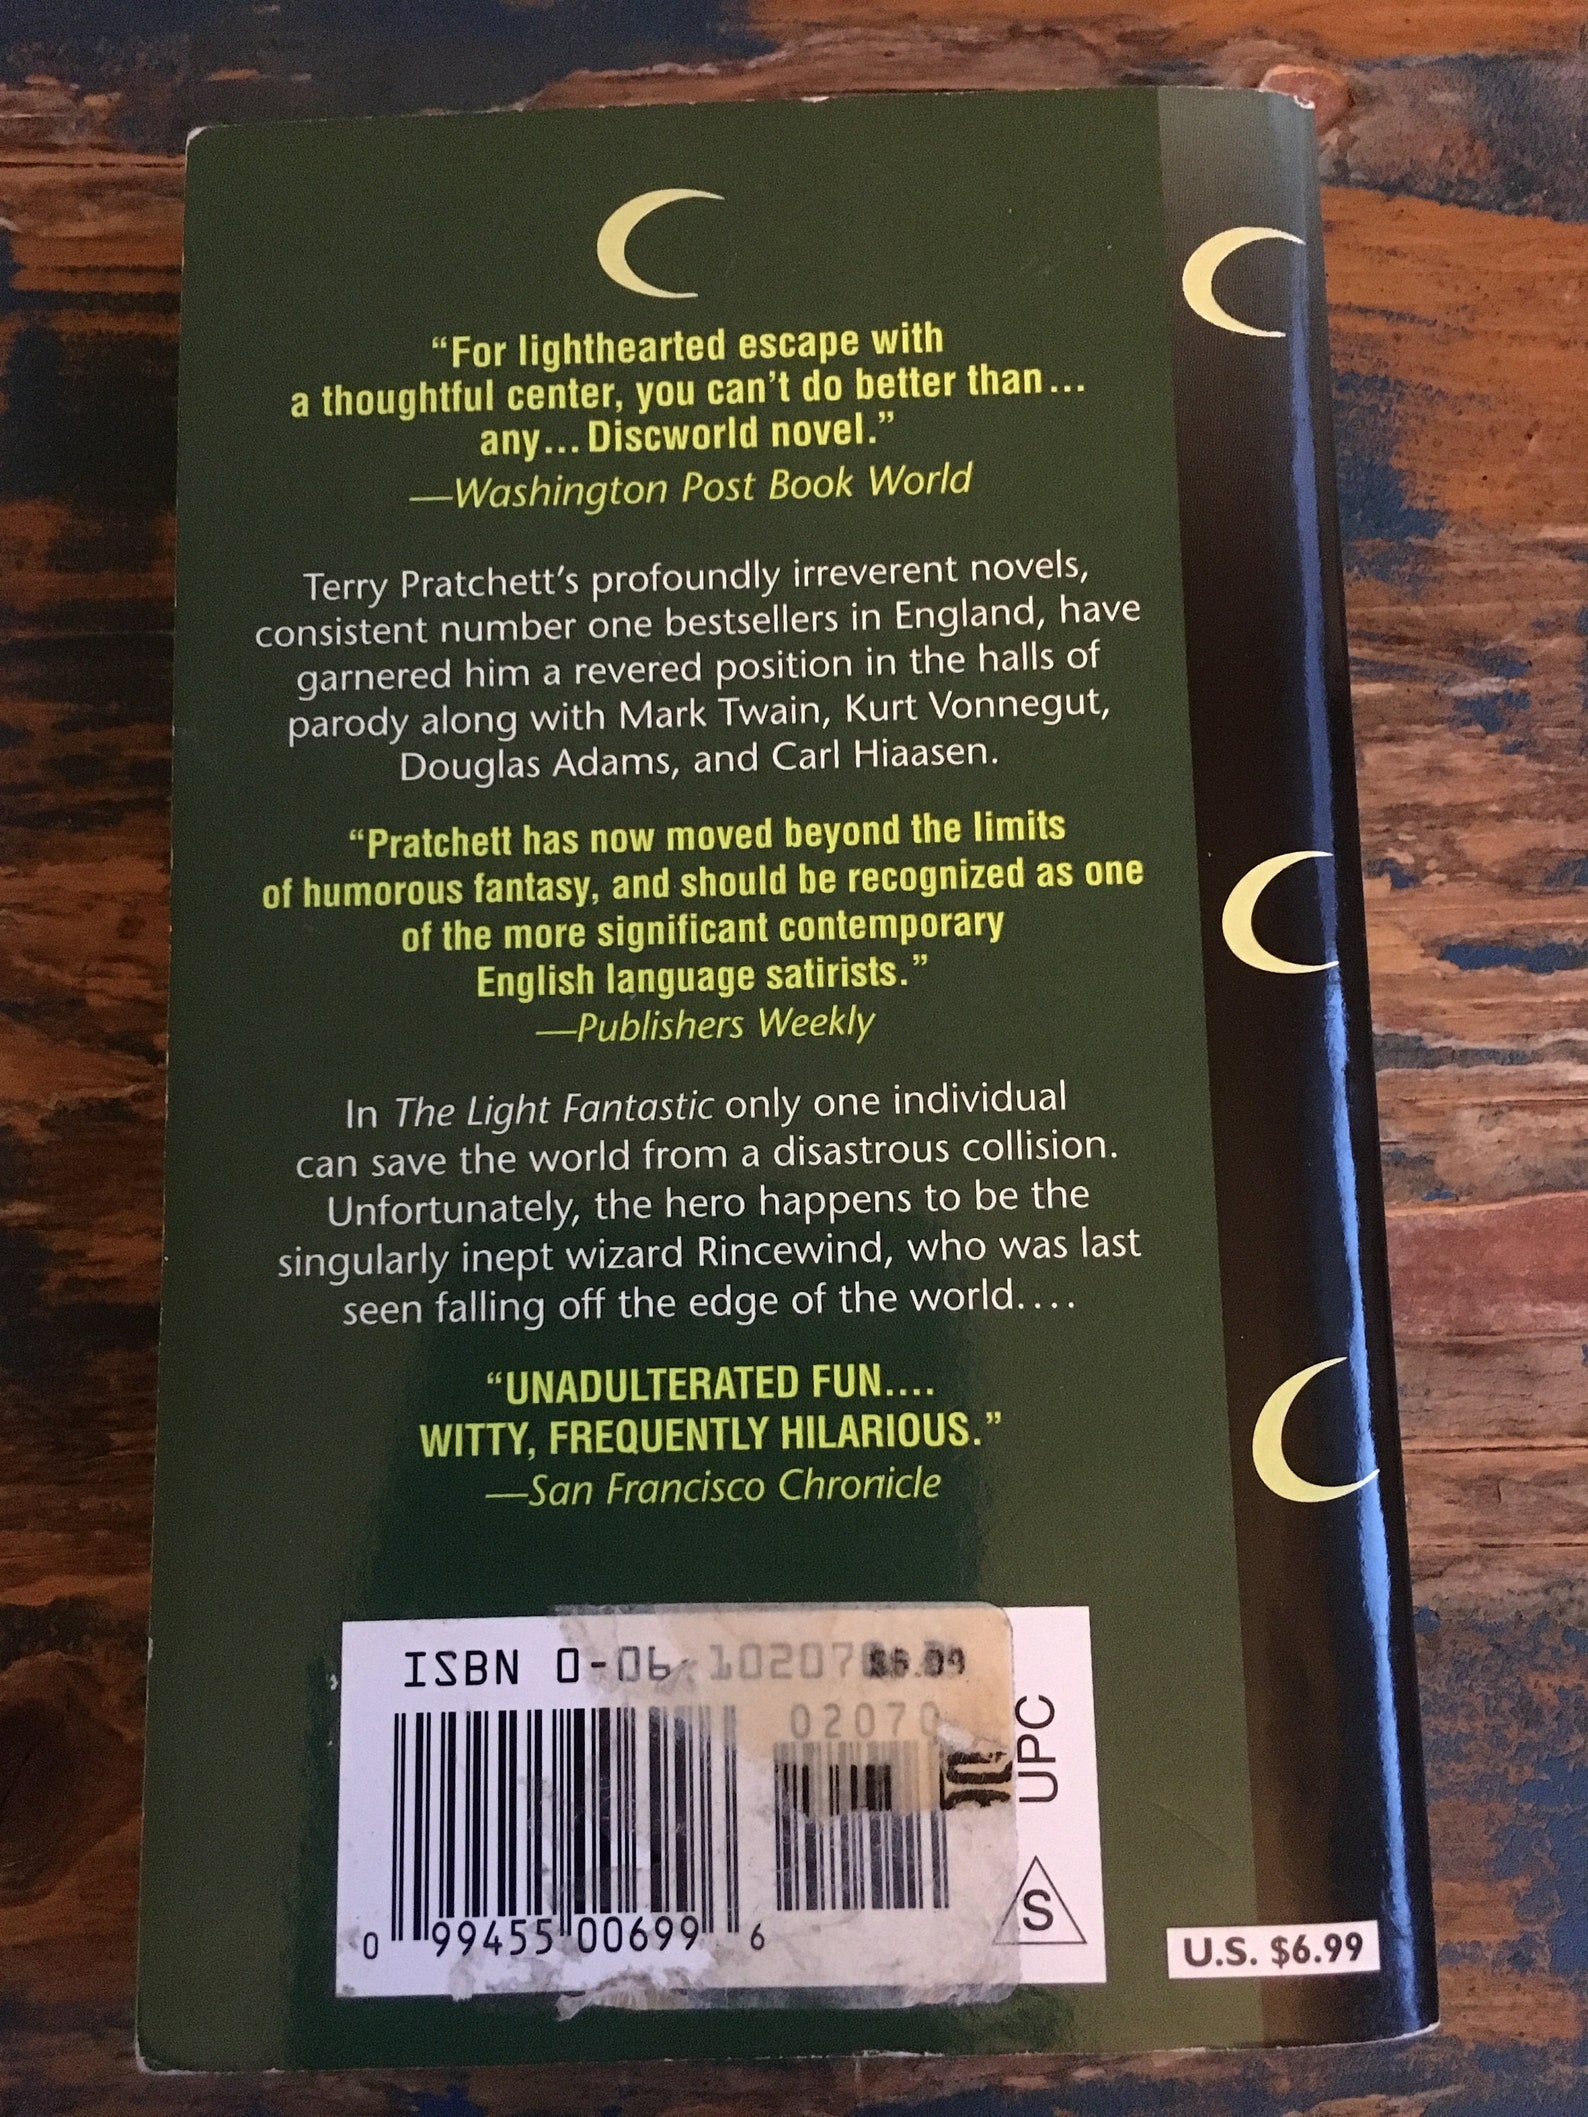 “For lighthearted escape with
a thoughtful center, you can’t do better than...
any... Discworld novel.”
—Washington Post Book World
Terry Pratchett’s profoundly irreverent novels,
consistent number one bestsellers in England, have
garnered him a revered position in the halls of
parody along with Mark Twain, Kurt Vonnegut,
Douglas Adams, and Carl Hiaasen.
“Pratchett has now moved beyond the limits
of humorous fantasy, and should be recognized as one
of the more significant contemporary
English language satirists.”
—Publishers Weekly
In The Light Fantastic only one individual
can save the world from a disastrous collision.
Unfortunately, the hero happens to be the
singularly inept wizard Rincewind, who was last
seen falling off the edge of the world....
“UNADULTERATED FUN....
WITTY, FREQUENTLY HILARIOUS.”
—San Francisco Chronicle
ISBN 0-06-102070
02070
UPC
S
0 99455 00699 6
U.S. $6.99